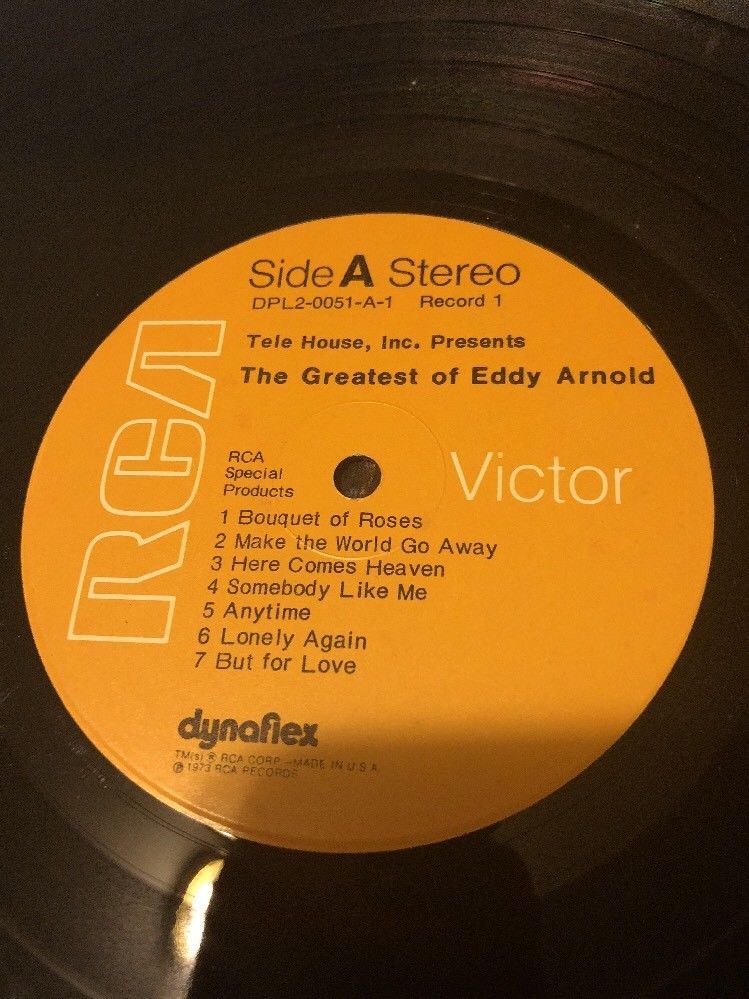 Side A Stereo
DPL2-0051-A-1 Record 1
Tele House, Inc. Presents
The Greatest of Eddy Arnold
RCA
Victor
RCA
Special
Products
1 Bouquet of Roses
2 Make the World Go Away
3 Here Comes Heaven
4 Somebody Like Me
5 Anytime
6 Lonely Again
7 But for Love
dynaflex
TM(s) ® RCA CORP.—MADE IN U.S.A.
℗ 1973 RCA RECORDS